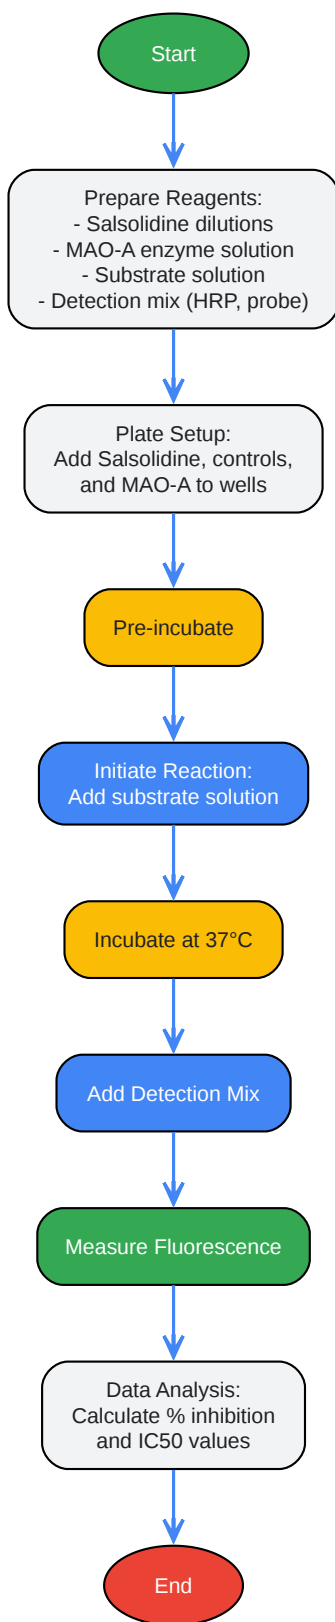 Start
Prepare Reagents:
- Salsolidine dilutions
- MAO-A enzyme solution
- Substrate solution
- Detection mix (HRP, probe)
Plate Setup:
Add Salsolidine, controls,
and MAO-A to wells
Pre-incubate
Initiate Reaction:
Add substrate solution
Incubate at 37°C
Add Detection Mix
Measure Fluorescence
Data Analysis:
Calculate % inhibition
and IC50 values
End